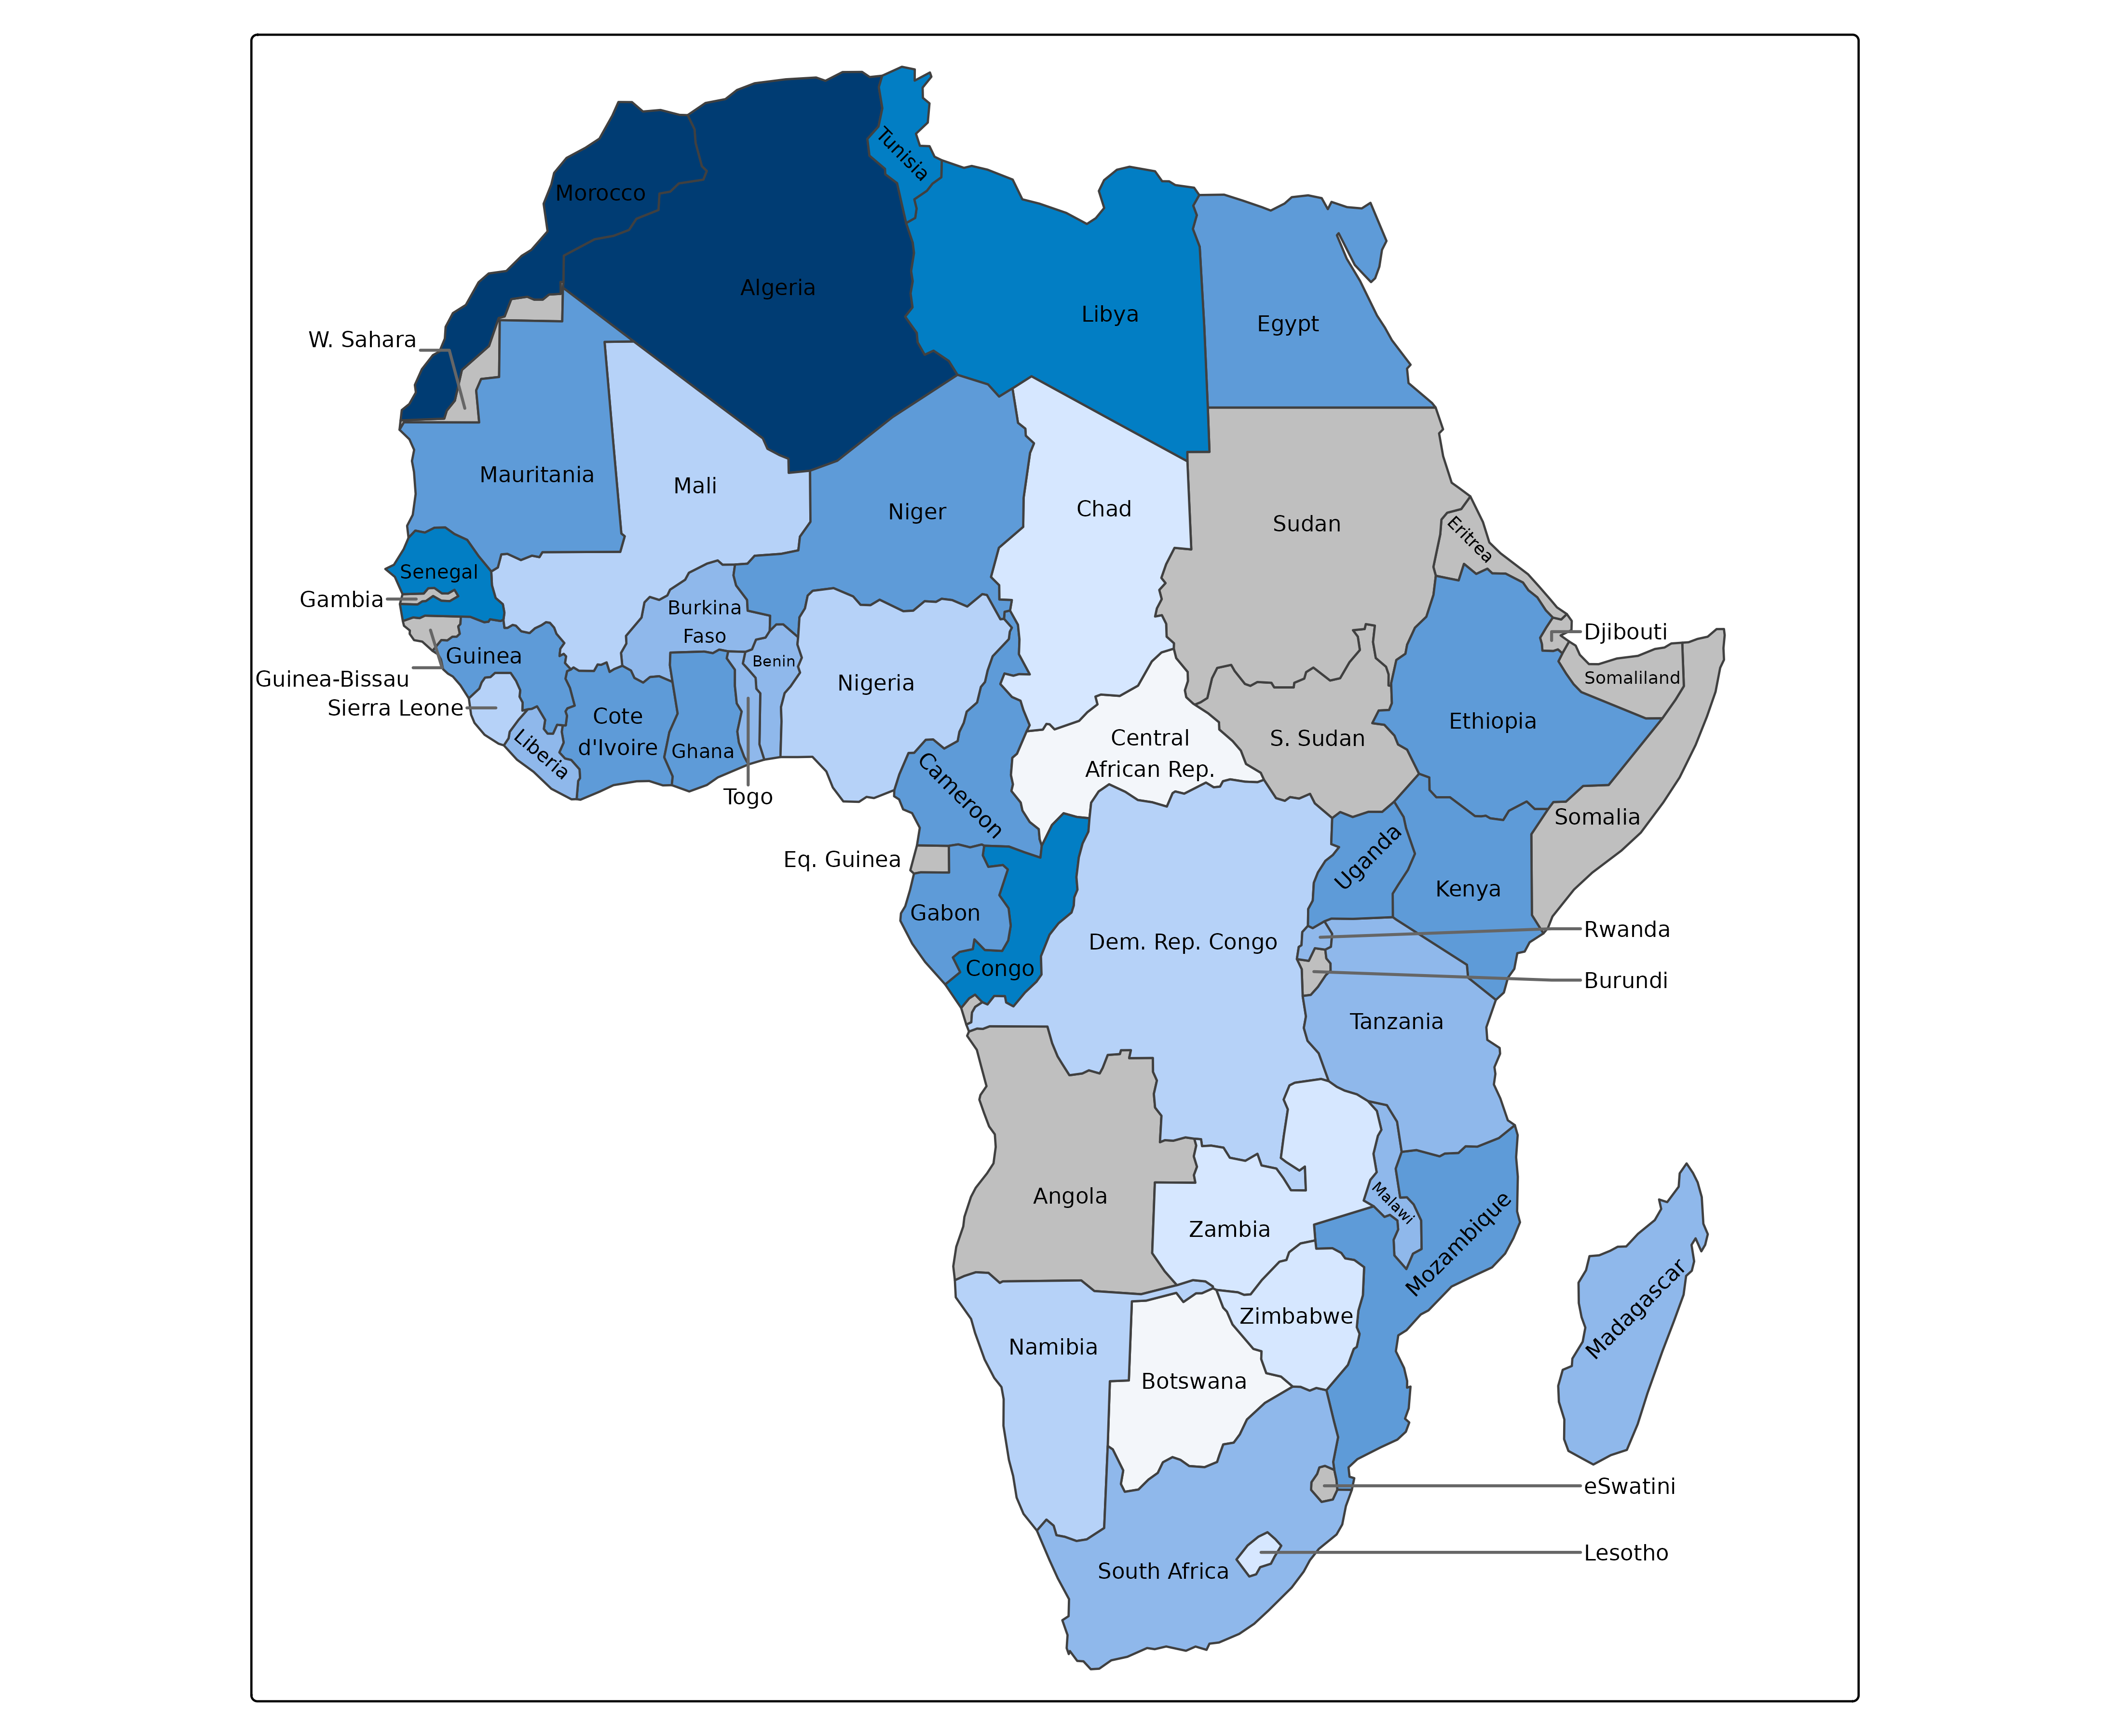 Tunisia
Morocco
Algeria
Libya
Egypt
W. Sahara
Mauritania
Mali
Niger
Chad
Sudan
Eritrea
Senegal
Gambia
Burkina
Faso
Djibouti
Guinea
Benin
Guinea-Bissau
Nigeria
Somaliland
Sierra Leone
Cote
d'Ivoire
Ghana
Liberia
Togo
Ethiopia
Central
African Rep.
S. Sudan
Cameroon
Somalia
Eq. Guinea
Uganda
Kenya
Gabon
Rwanda
Dem. Rep. Congo
Congo
Burundi
Tanzania
Angola
Malawi
Zambia
Mozambique
Zimbabwe
Madagascar
Namibia
Botswana
eSwatini
Lesotho
South Africa